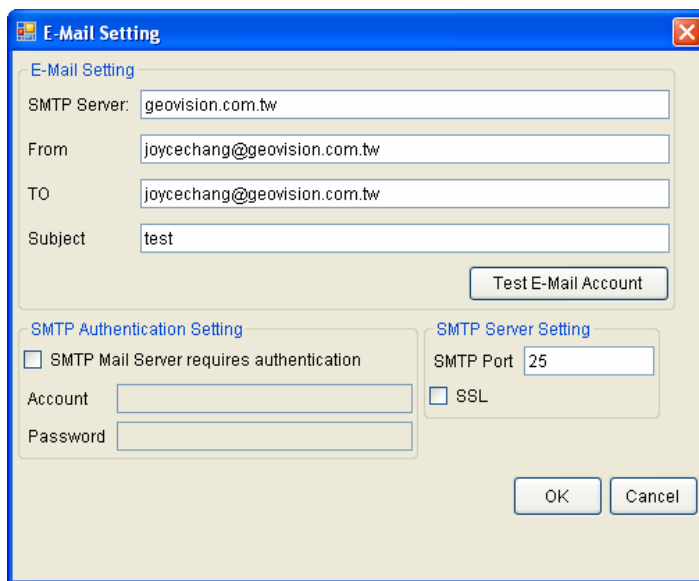 E-Mail Setting
E-Mail Setting
SMTP Server: geovision.com.tw
From joycechang@geovision.com.tw
TO joycechang@geovision.com.tw
Subject test
Test E-Mail Account
SMTP Authentication Setting
SMTP Mail Server requires authentication
Account
Password
SMTP Server Setting
SMTP Port 25
SSL
OK Cancel